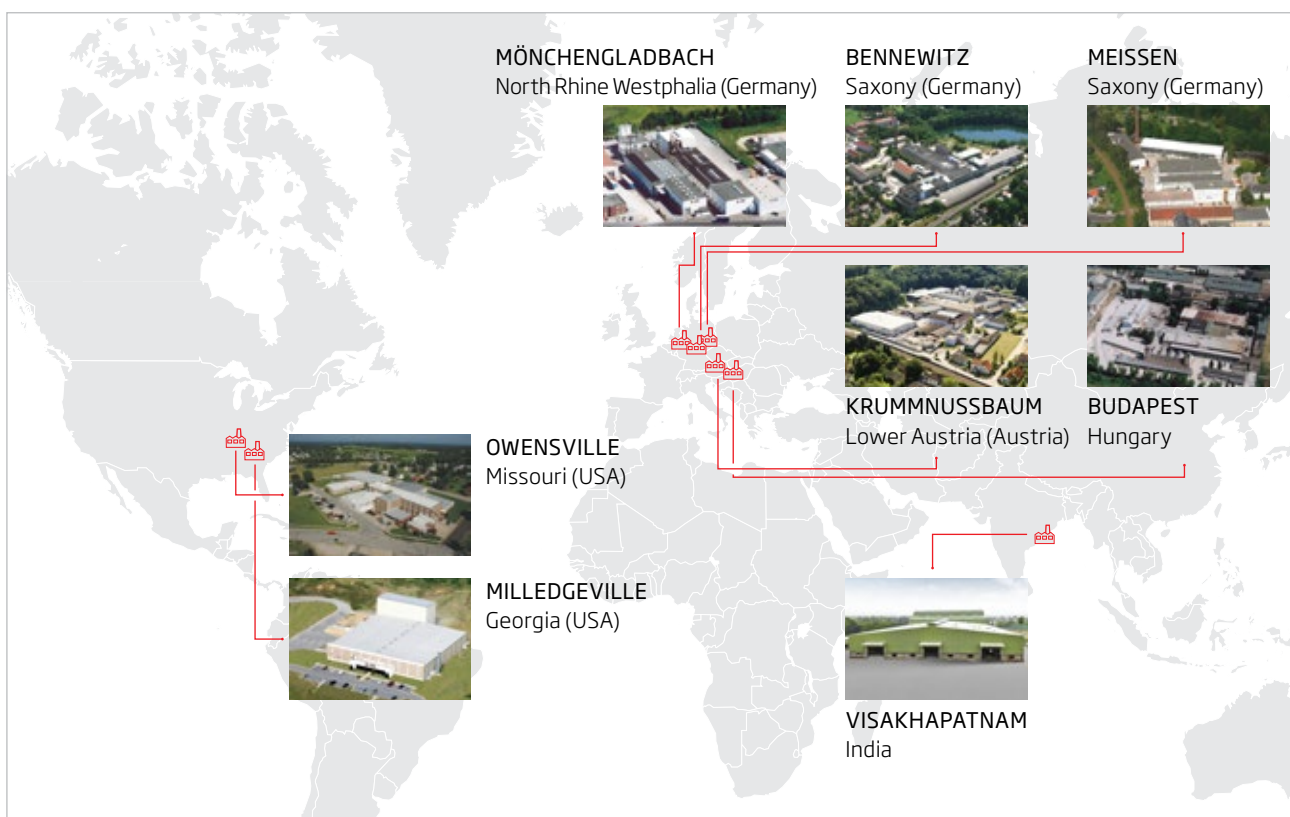 MÖNCHENGLADBACH
North Rhine Westphalia (Germany)
BENNEWITZ
Saxony (Germany)
MEISSEN
Saxony (Germany)
KRUMMNUSSBAUM
Lower Austria (Austria)
BUDAPEST
Hungary
OWENSVILLE
Missouri (USA)
MILLEDGEVILLE
Georgia (USA)
VISAKHAPATNAM
India